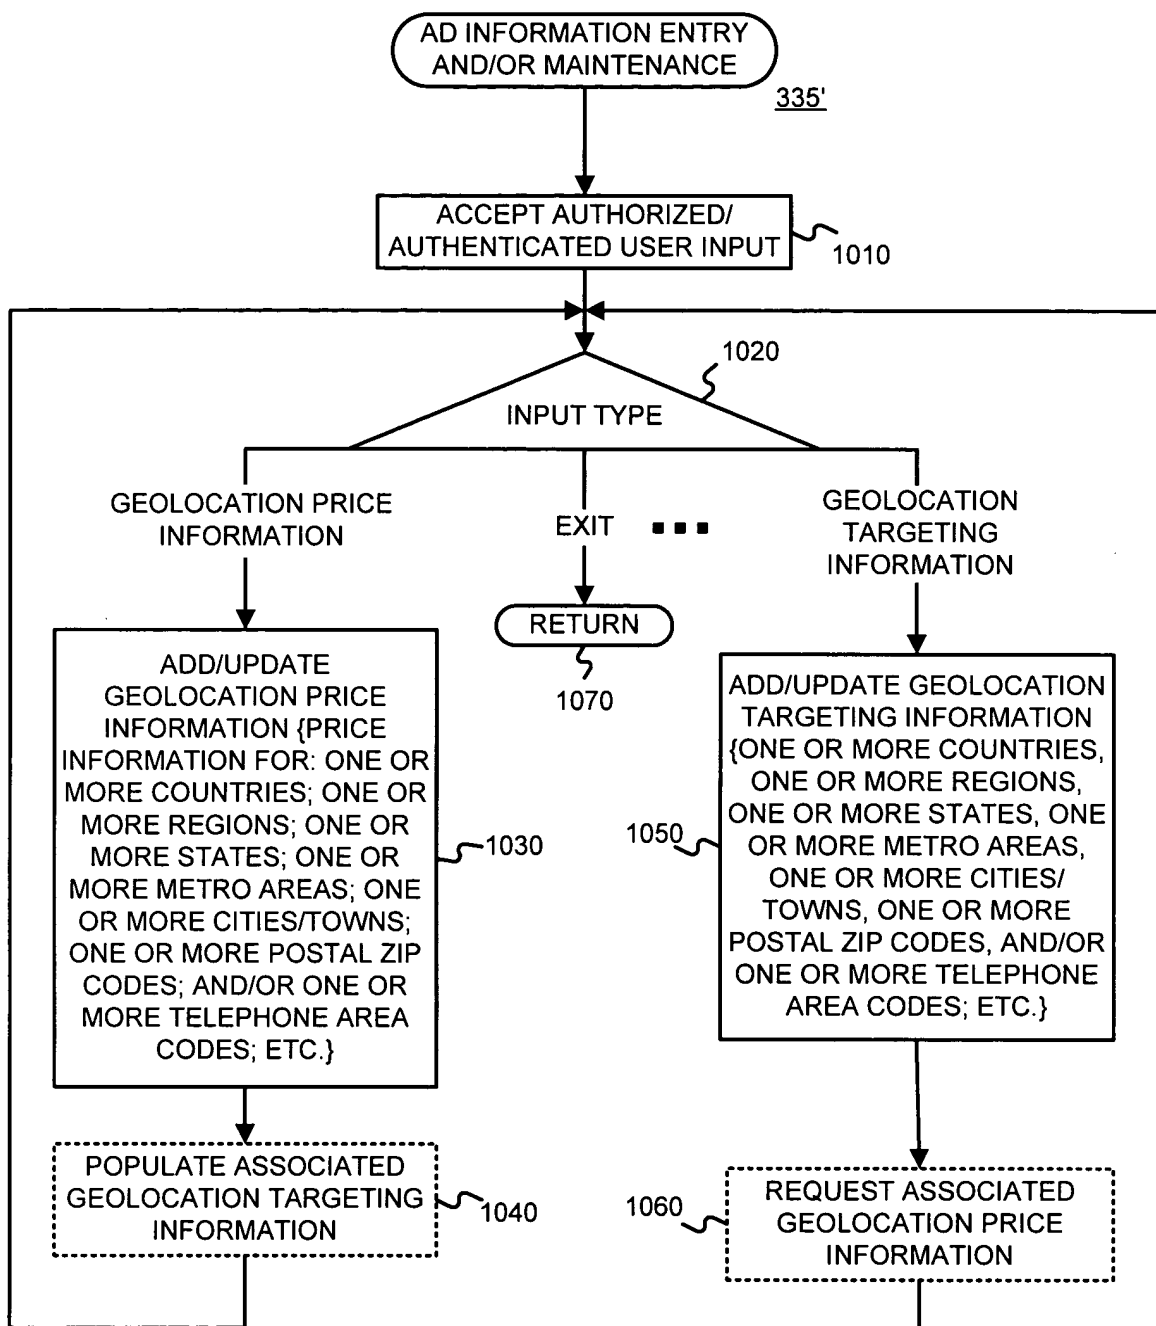 AD INFORMATION ENTRY
AND/OR MAINTENANCE
335'
ACCEPT AUTHORIZED/
AUTHENTICATED USER INPUT
1010
1020
INPUT TYPE
GEOLOCATION PRICE
INFORMATION
EXIT
GEOLOCATION
TARGETING
INFORMATION
RETURN
1070
ADD/UPDATE
GEOLOCATION PRICE
INFORMATION {PRICE
INFORMATION FOR: ONE OR
MORE COUNTRIES; ONE OR
MORE REGIONS; ONE OR
MORE STATES; ONE OR
MORE METRO AREAS; ONE
OR MORE CITIES/TOWNS;
ONE OR MORE POSTAL ZIP
CODES; AND/OR ONE OR
MORE TELEPHONE AREA
CODES; ETC.}
1030
ADD/UPDATE GEOLOCATION
TARGETING INFORMATION
{ONE OR MORE COUNTRIES,
ONE OR MORE REGIONS,
ONE OR MORE STATES, ONE
OR MORE METRO AREAS,
ONE OR MORE CITIES/
TOWNS, ONE OR MORE
POSTAL ZIP CODES, AND/OR
ONE OR MORE TELEPHONE
AREA CODES; ETC.}
1050
POPULATE ASSOCIATED
GEOLOCATION TARGETING
INFORMATION
1040
REQUEST ASSOCIATED
GEOLOCATION PRICE
INFORMATION
1060